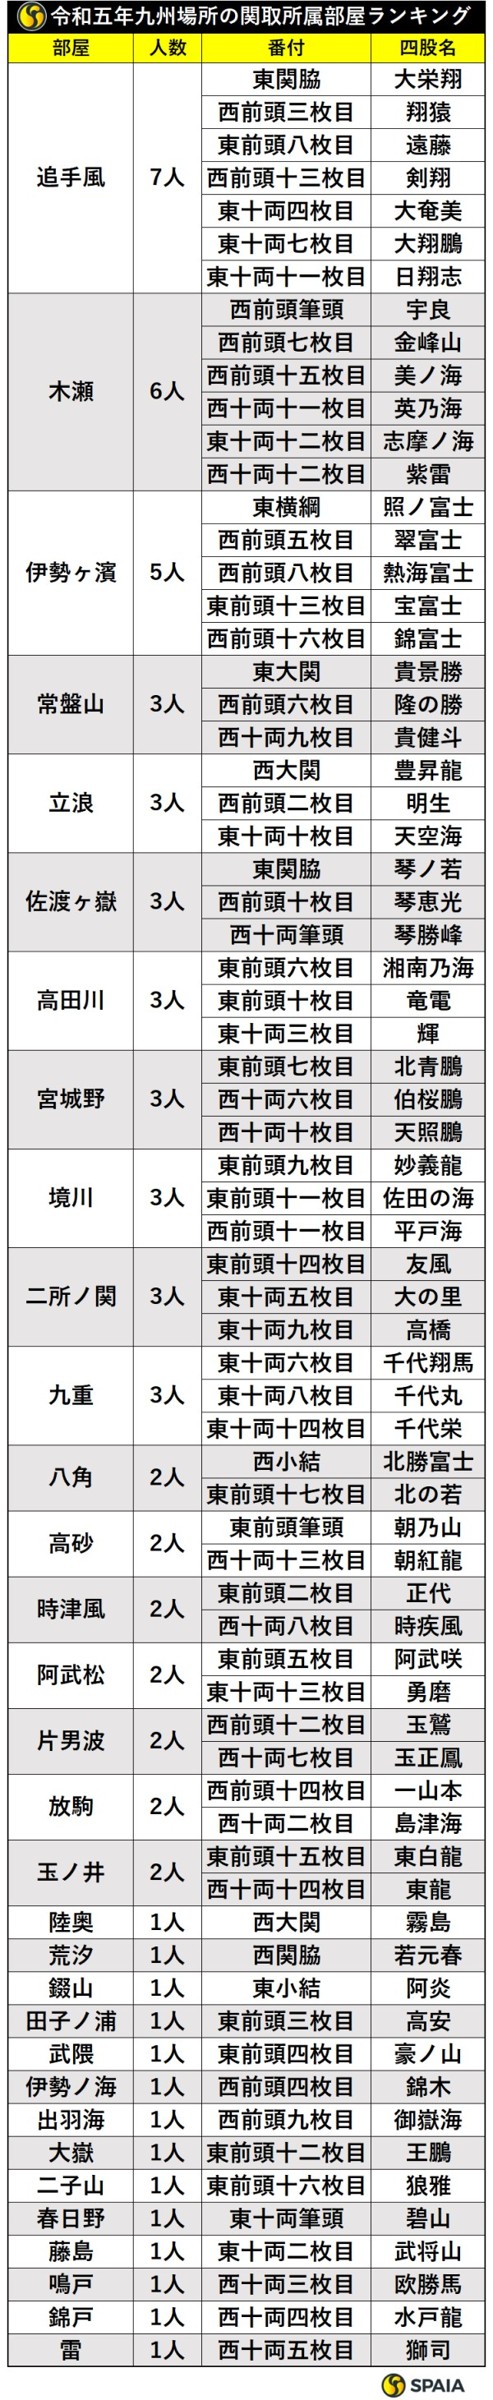 令和五年九州場所の関取所属部屋ランキング
部屋 人数 番付 四股名
追手風 7人 東関脇 大栄翔
西前頭三枚目 翔猿
東前頭八枚目 遠藤
西前頭十三枚目 剣翔
東十両四枚目 大奄美
東十両七枚目 大翔鵬
東十両十一枚目 日翔志
木瀬 6人 西前頭筆頭 宇良
西前頭七枚目 金峰山
西前頭十五枚目 美ノ海
西十両十一枚目 英乃海
東十両十二枚目 志摩ノ海
西十両十二枚目 紫雷
伊勢ヶ濱 5人 東横綱 照ノ富士
西前頭五枚目 翠富士
西前頭八枚目 熱海富士
東前頭十三枚目 宝富士
西前頭十六枚目 錦富士
常盤山 3人 東大関 貴景勝
西前頭六枚目 隆の勝
西十両九枚目 貴健斗
立浪 3人 西大関 豊昇龍
西前頭二枚目 明生
東十両十枚目 天空海
佐渡ヶ嶽 3人 東関脇 琴ノ若
西前頭十枚目 琴恵光
西十両筆頭 琴勝峰
高田川 3人 東前頭六枚目 湘南乃海
東前頭十枚目 竜電
東十両三枚目 輝
宮城野 3人 東前頭七枚目 北青鵬
西十両六枚目 伯桜鵬
西十両十枚目 天照鵬
境川 3人 東前頭九枚目 妙義龍
東前頭十一枚目 佐田の海
西前頭十一枚目 平戸海
二所ノ関 3人 東前頭十四枚目 友風
東十両五枚目 大の里
東十両九枚目 高橋
九重 3人 東十両六枚目 千代翔馬
東十両八枚目 千代丸
東十両十四枚目 千代栄
八角 2人 西小結 北勝富士
東前頭十七枚目 北の若
高砂 2人 東前頭筆頭 朝乃山
西十両十三枚目 朝紅龍
時津風 2人 東前頭二枚目 正代
西十両八枚目 時疾風
阿武松 2人 東前頭五枚目 阿武咲
東十両十三枚目 勇磨
片男波 2人 西前頭十二枚目 玉鷲
西十両七枚目 玉正鳳
放駒 2人 西前頭十四枚目 一山本
西十両二枚目 島津海
玉ノ井 2人 東前頭十五枚目 東白龍
西十両十四枚目 東龍
陸奥 1人 西大関 霧島
荒汐 1人 西関脇 若元春
錣山 1人 東小結 阿炎
田子ノ浦 1人 東前頭三枚目 高安
武隈 1人 東前頭四枚目 豪ノ山
伊勢ノ海 1人 西前頭四枚目 錦木
出羽海 1人 西前頭九枚目 御嶽海
大嶽 1人 東前頭十二枚目 王鵬
二子山 1人 東前頭十六枚目 狼雅
春日野 1人 東十両筆頭 碧山
藤島 1人 東十両二枚目 武将山
鳴戸 1人 西十両三枚目 欧勝馬
錦戸 1人 西十両四枚目 水戸龍
雷 1人 西十両五枚目 獅司
SPAIA